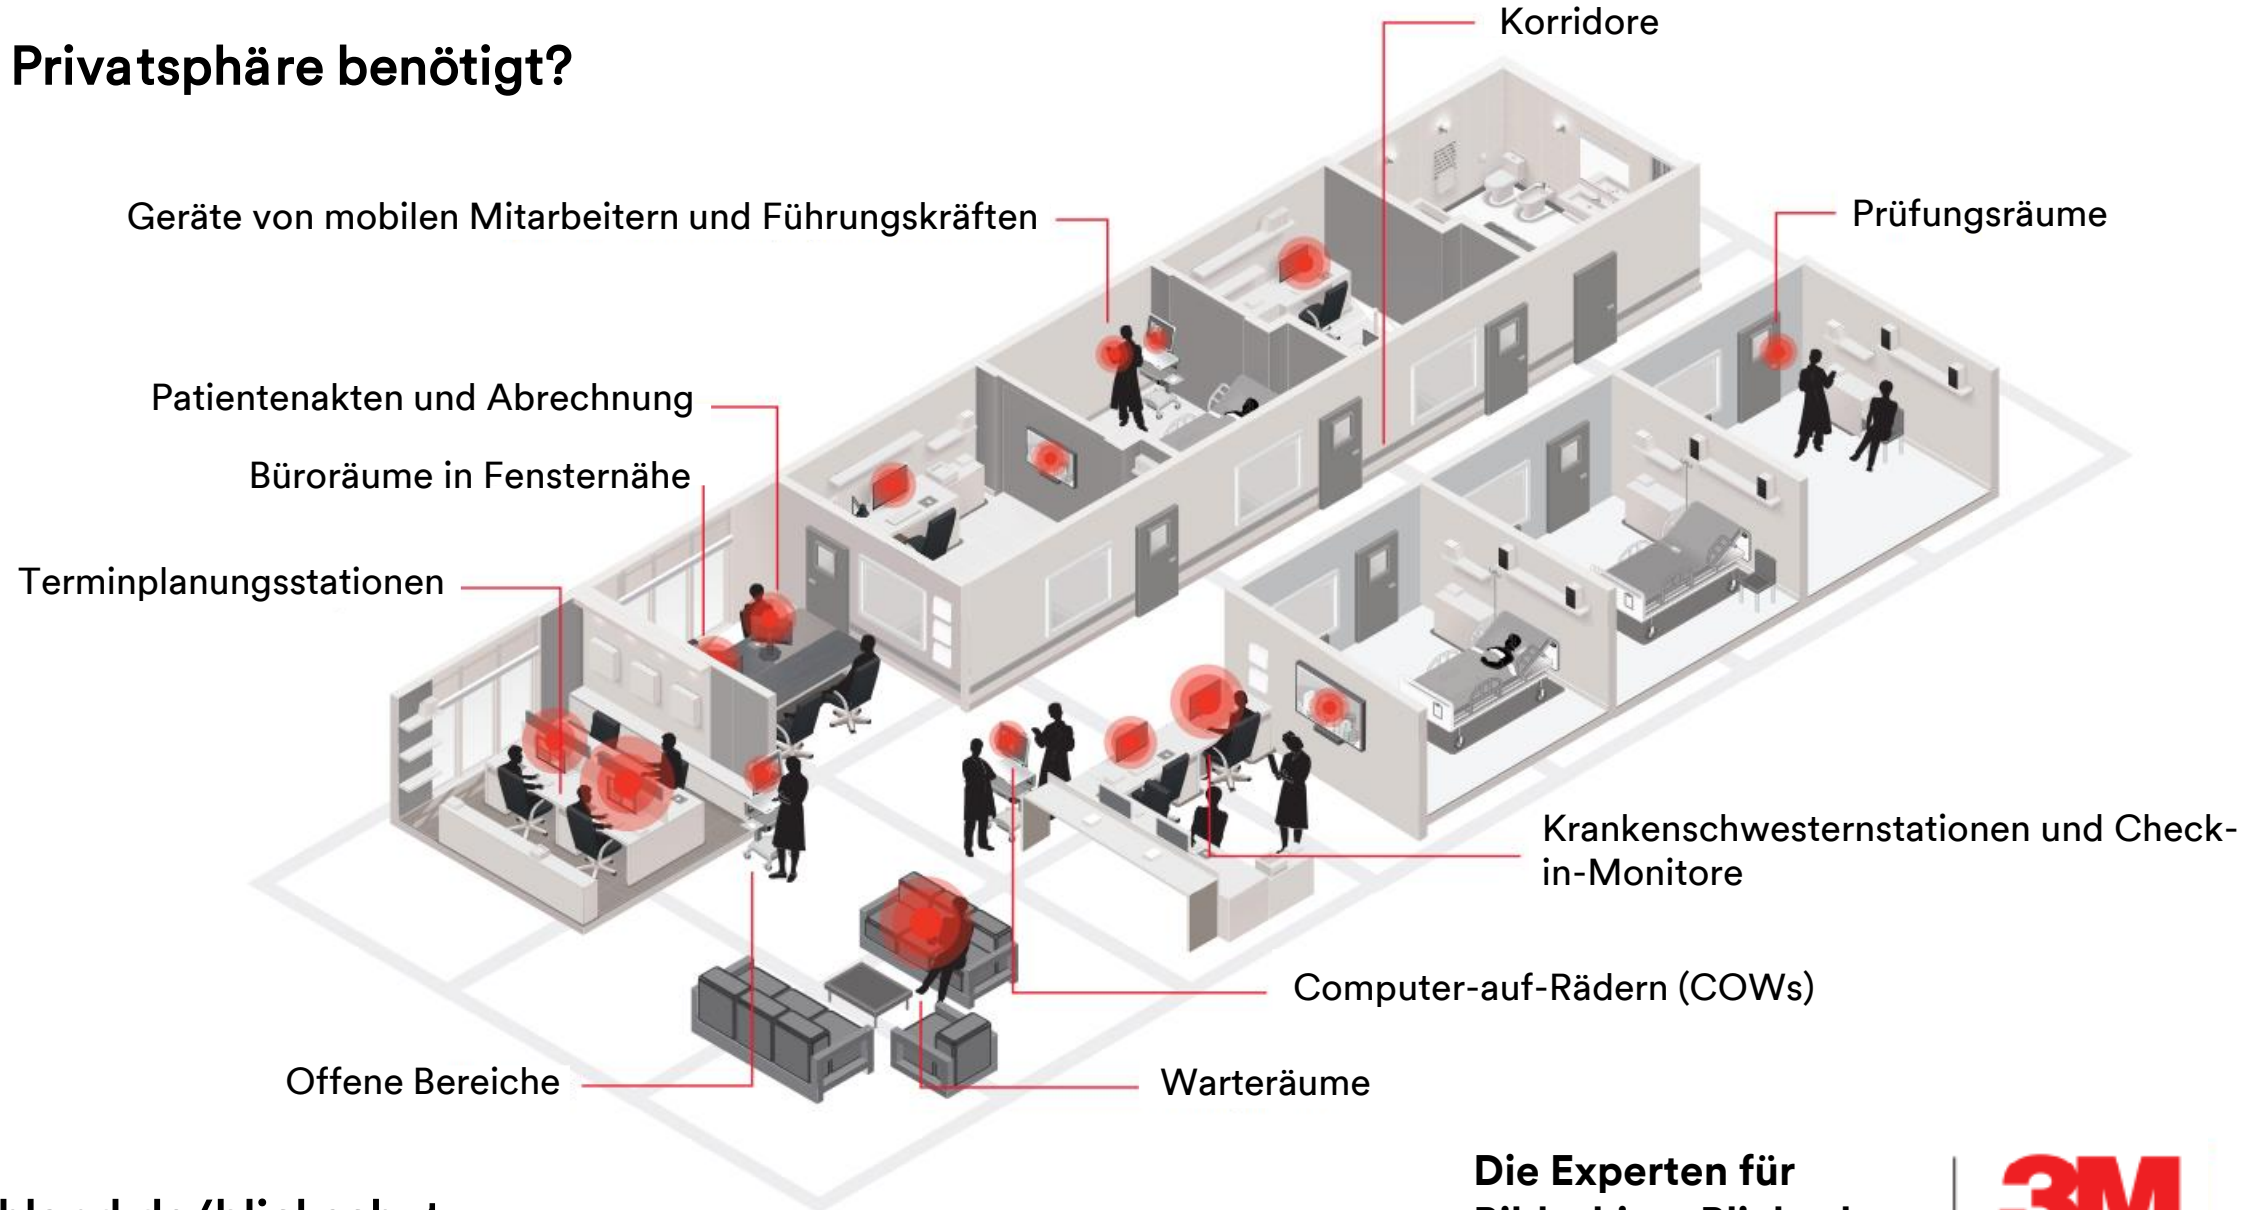 Privatsphäre benötigt?
Korridore
Geräte von mobilen Mitarbeitern und Führungskräften
Prüfungsräume
Patientenakten und Abrechnung
Büroräume in Fensternähe
Terminplanungsstationen
Krankenschwesternstationen und Check-
in-Monitore
Computer-auf-Rädern (COWs)
Offene Bereiche
Warteräume
Die Experten für
3M